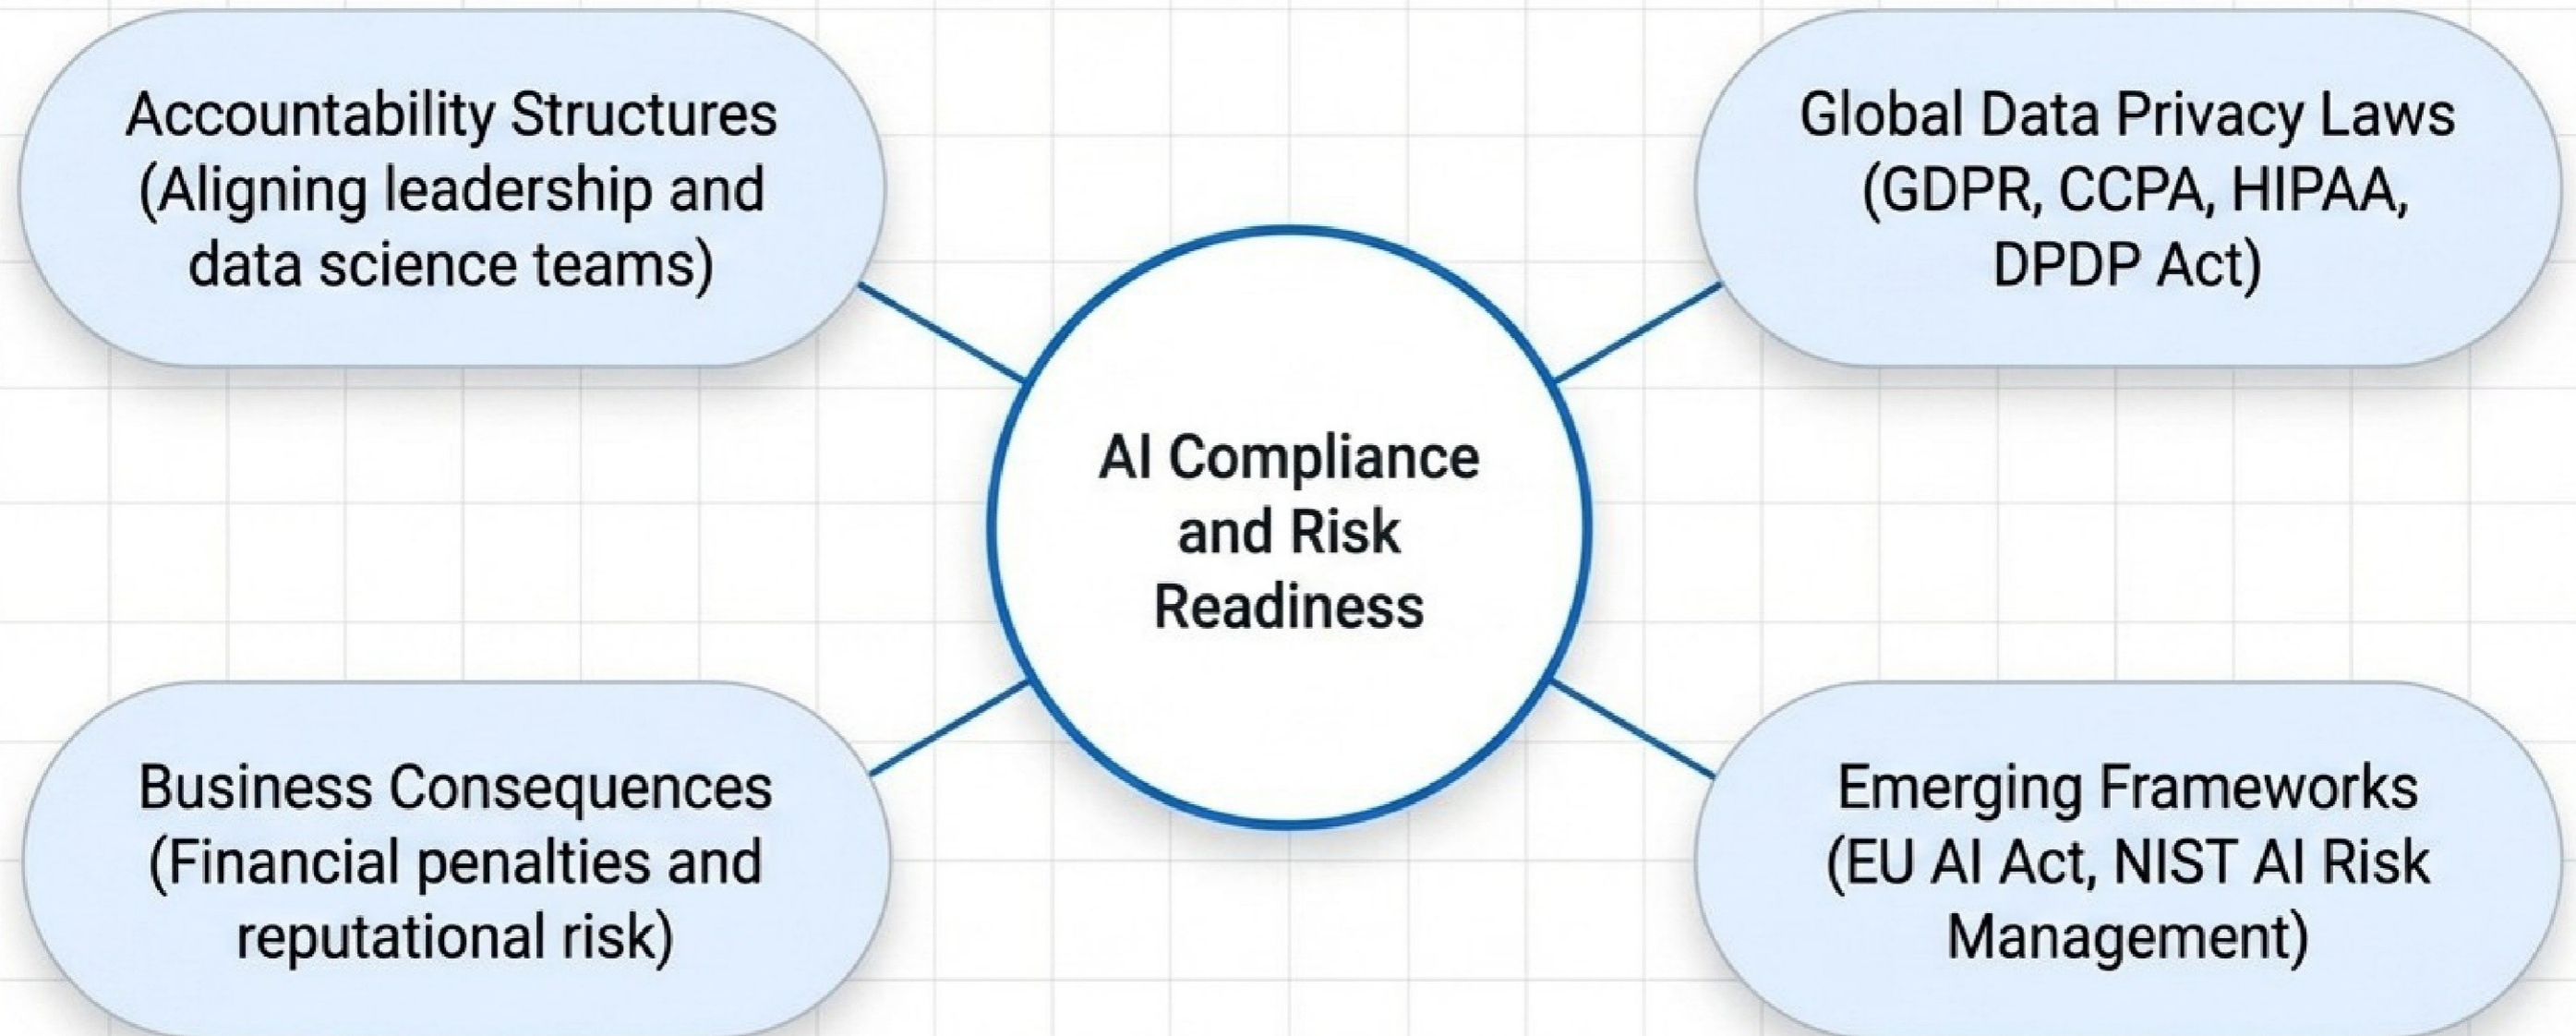 Accountability Structures
(Aligning leadership and
data science teams)
Global Data Privacy Laws
(GDPR, CCPA, HIPAA,
DPDP Act)
AI Compliance
and Risk
Readiness
Business Consequences
(Financial penalties and
reputational risk)
Emerging Frameworks
(EU AI Act, NIST AI Risk
Management)